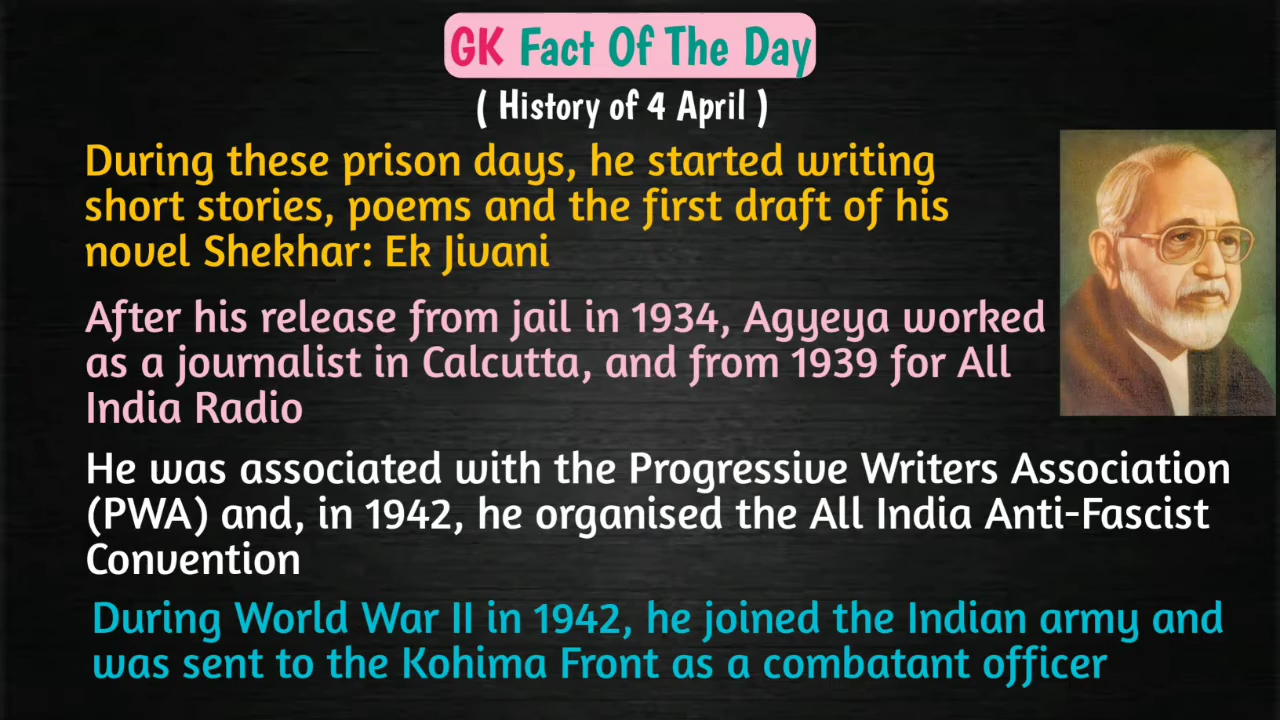 GK Fact Of The Day
( History of 4 April )
During these prison days, he started writing
short stories, poems and the first draft of his
novel Shekhar: Ek Jivani
After his release from jail in 1934, Agyeya worked
as a journalist in Calcutta, and from 1939 for All
India Radio
He was associated with the Progressive Writers Association
(PWA) and, in 1942, he organised the All India Anti-Fascist
Convention
During World War II in 1942, he joined the Indian army and
was sent to the Kohima Front as a combatant officer